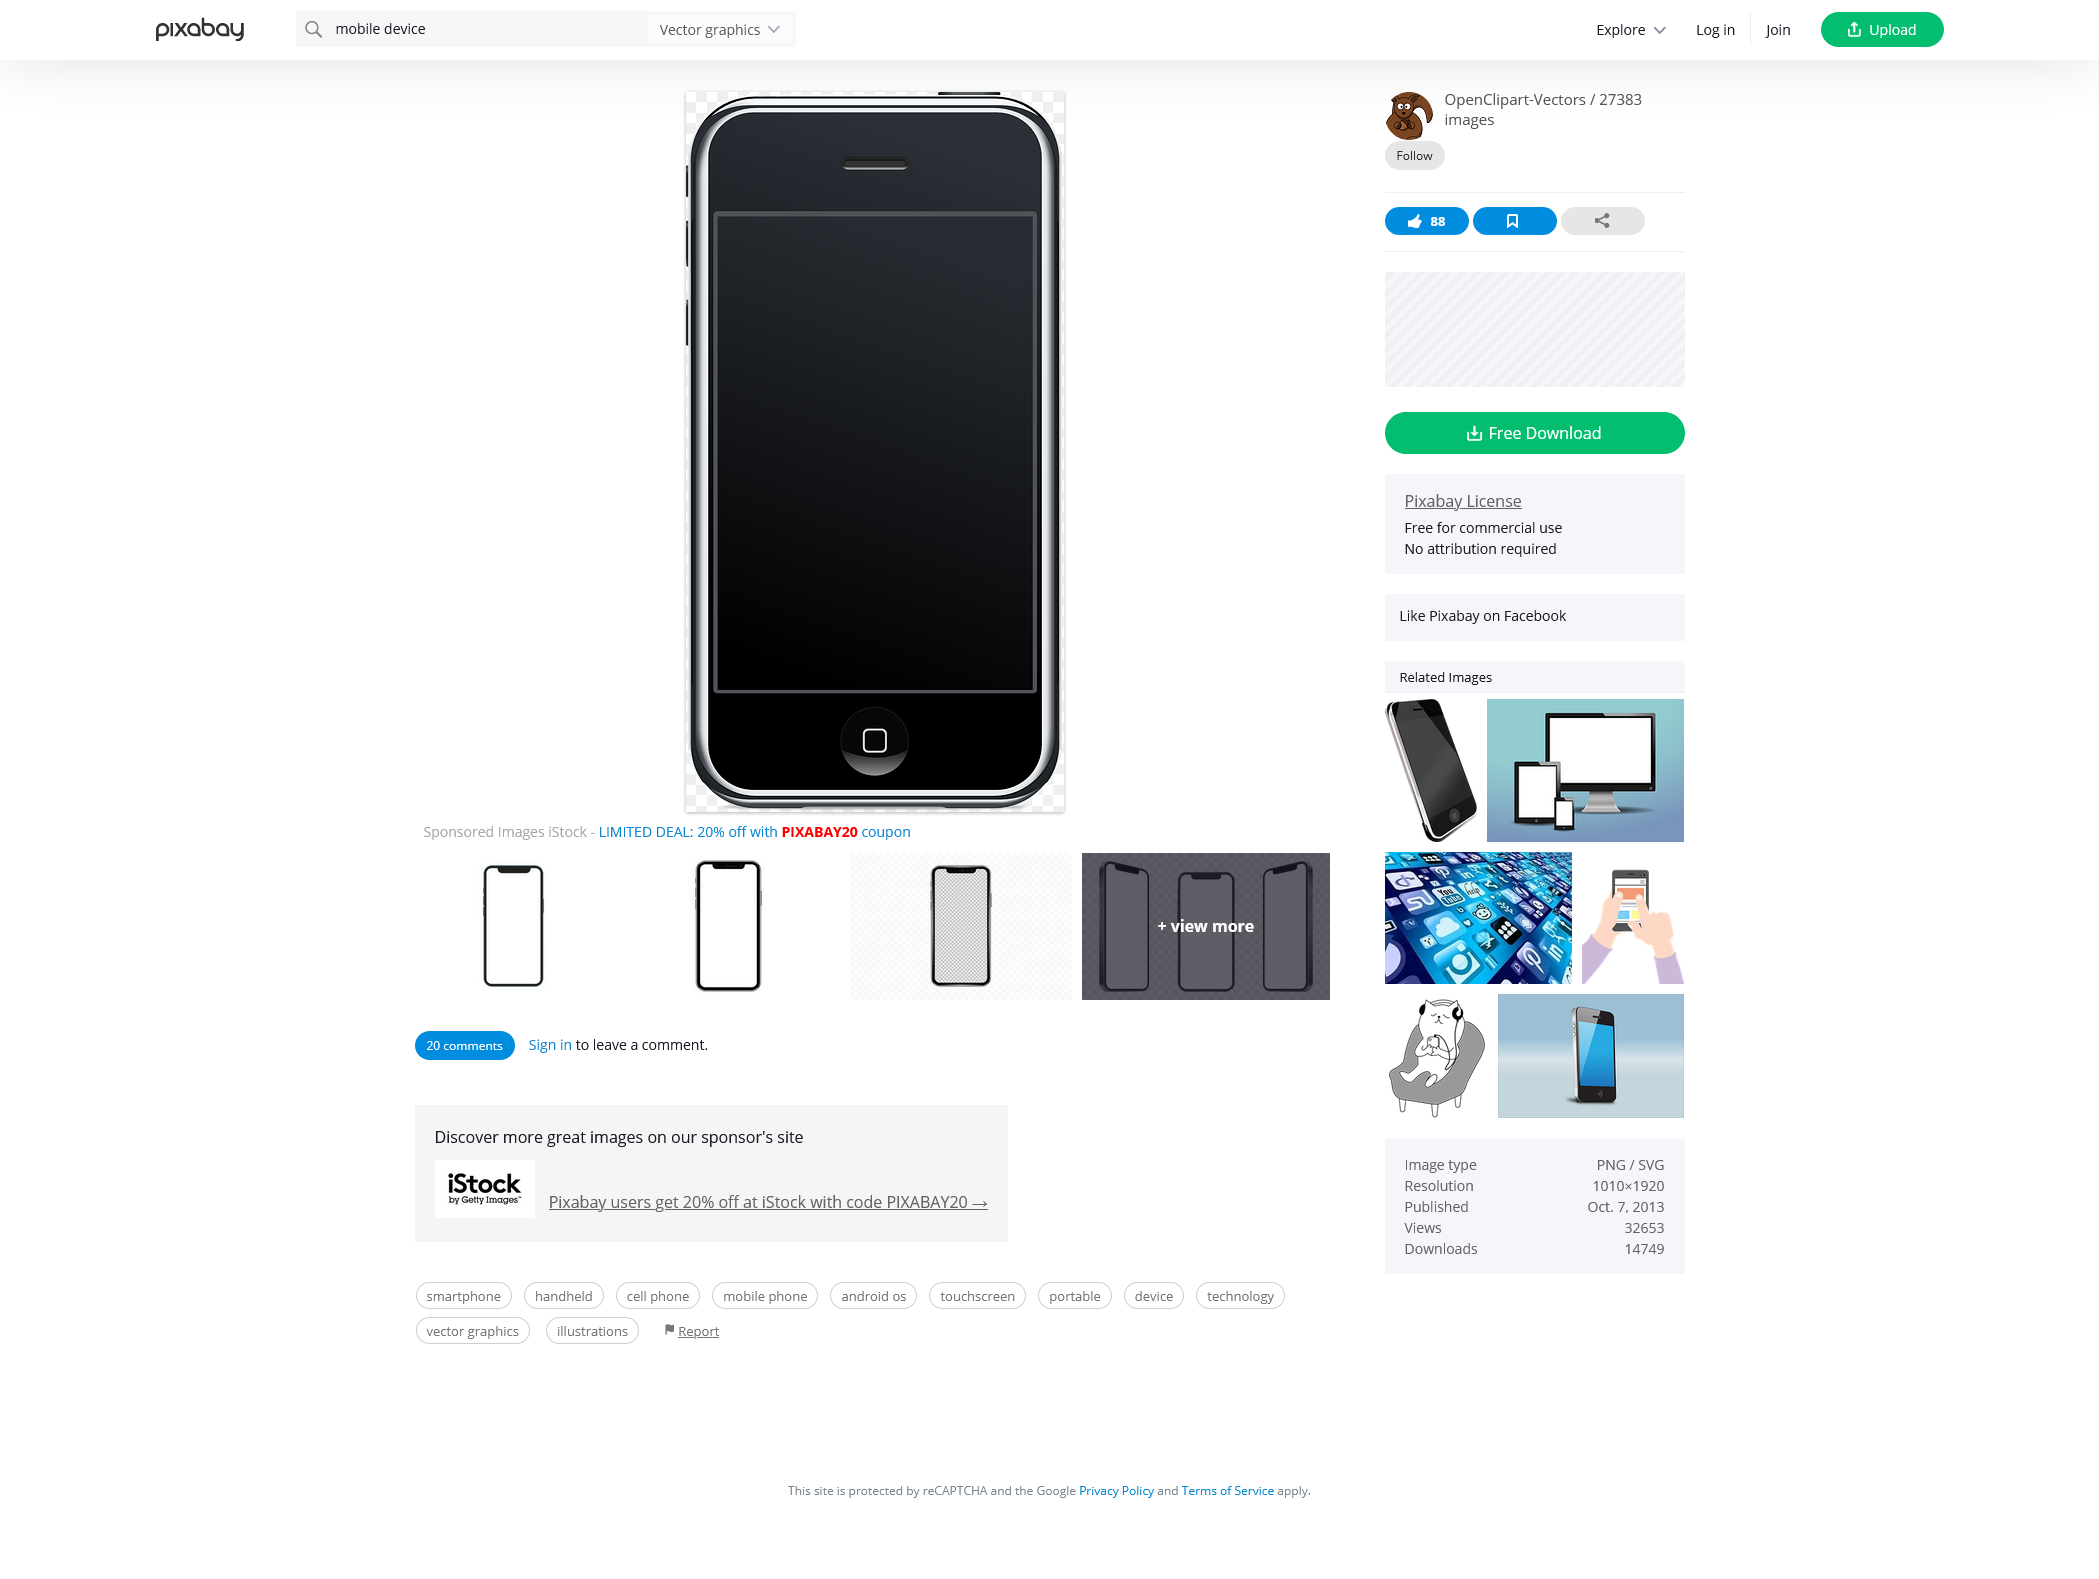 pixabay
mobile device
Vector graphics
Explore
Log in
Join
Upload
OpenClipart-Vectors / 27383
images
Follow
88
Free Download
Pixabay License
Free for commercial use
No attribution required
Like Pixabay on Facebook
Related Images
You
Tube
Sponsored Images iStock - LIMITED DEAL: 20% off with PIXABAY20 coupon
+ view more
20 comments
Sign in to leave a comment.
Discover more great images on our sponsor's site
iStock
by Getty Images™
Pixabay users get 20% off at iStock with code PIXABAY20 →
Image type PNG / SVG
Resolution 1010×1920
Published Oct. 7, 2013
Views 32653
Downloads 14749
smartphone
handheld
cell phone
mobile phone
android os
touchscreen
portable
device
technology
vector graphics
illustrations
Report
This site is protected by reCAPTCHA and the Google Privacy Policy and Terms of Service apply.